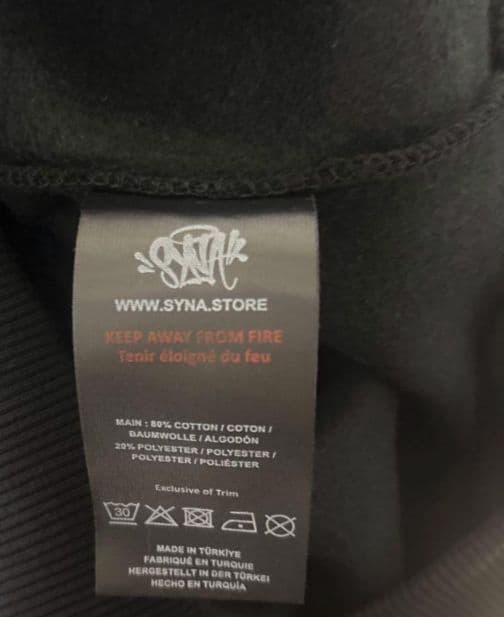 SYNA
WWW.SYNA.STORE
KEEP AWAY FROM FIRE
Tenir éloigné du feu
MAIN : 80% COTTON / COTON /
BAUMWOLLE / ALGODÓN
20% POLYESTER / POLYESTER /
POLYESTER / POLIÉSTER
Exclusive of Trim
30
MADE IN TÜRKİYE
FABRIQUÉ EN TURQUIE
HERGESTELLT IN DER TÜRKEI
HECHO EN TURQUÍA